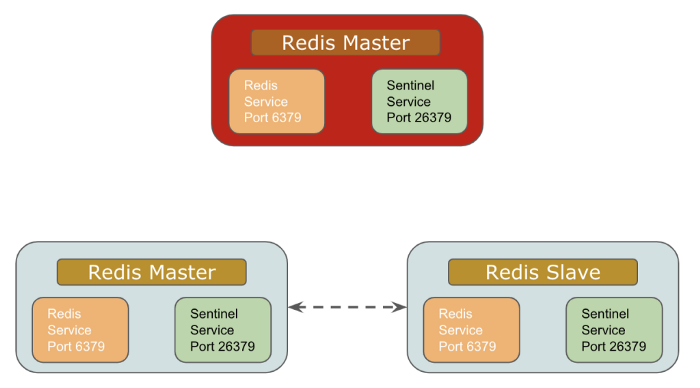 Redis Master
Redis
Service
Port 6379
Sentinel
Service
Port 26379
Redis Master
Redis
Service
Port 6379
Sentinel
Service
Port 26379
Redis Slave
Redis
Service
Port 6379
Sentinel
Service
Port 26379